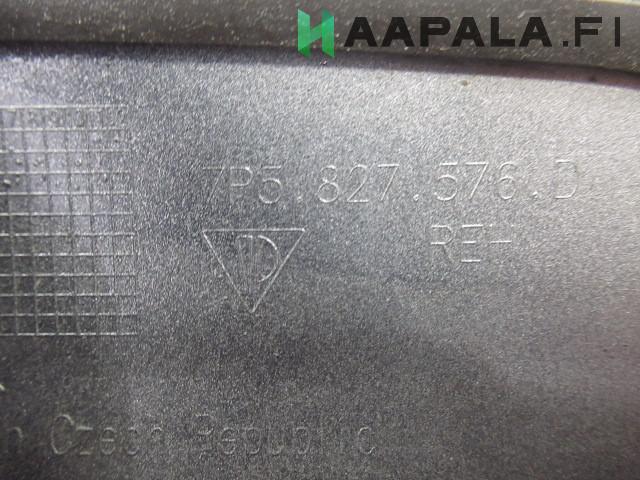 HAAPALA.FI
7P5.827.576.D
RE-
Czech Republic